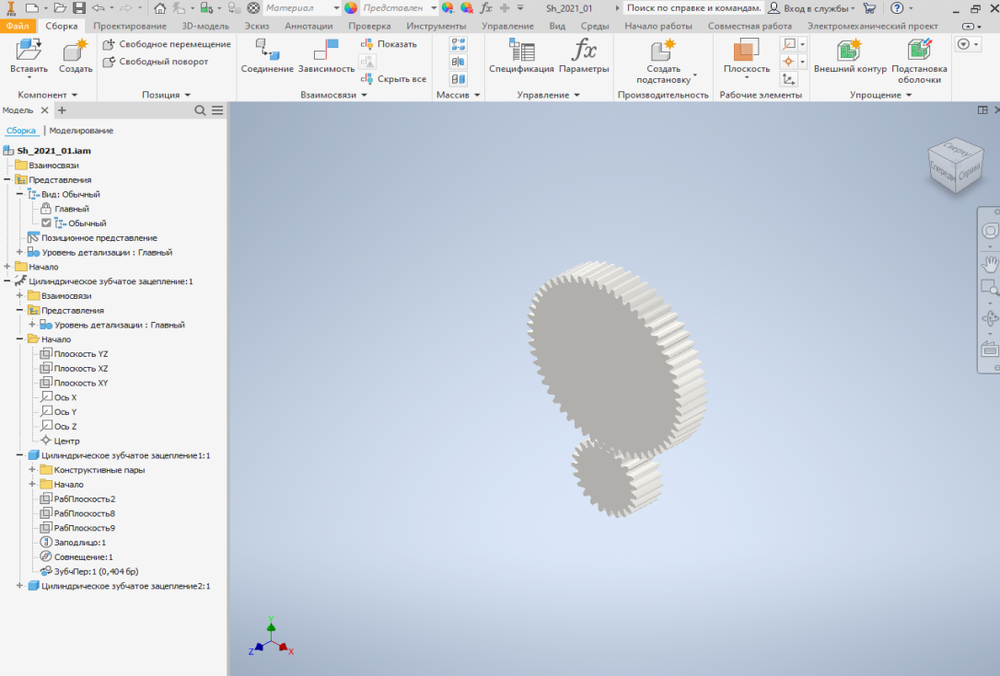 PRO
Материал
Представлен
fx
Sh_2021_01
Поиск по справке и командам.
Вход в службы
Файл
Сборка
Проектирование
3D-модель
Эскиз
Аннотации
Проверка
Инструменты
Управление
Вид
Среды
Начало работы
Совместная работа
Электромеханический проект
Вставить
Создать
Свободное перемещение
Свободный поворот
Соединение
Зависимость
Показать
Скрыть все
Спецификация
fx
Параметры
Создать
подстановку
Плоскость
Внешний контур
Подстановка
оболочки
Компонент
Позиция
Взаимосвязи
Массив
Управление
Производительность
Рабочие элементы
Упрощение
Модель
Сборка | Моделирование
Sh_2021_01.iam
Взаимосвязи
Представления
Вид: Обычный
Главный
Обычный
Позиционное представление
Уровень детализации : Главный
Начало
Цилиндрическое зубчатое зацепление:1
Взаимосвязи
Представления
Уровень детализации : Главный
Начало
Плоскость YZ
Плоскость XZ
Плоскость XY
Ось X
Ось Y
Ось Z
Центр
Цилиндрическое зубчатое зацепление1:1
Конструктивные пары
Начало
РабПлоскость2
РабПлоскость8
РабПлоскость9
Заподлицо:1
Совмещение:1
ЗубчПер:1 (0,404 бр)
Цилиндрическое зубчатое зацепление2:1
Сверху
Спереди
Справа
Y
Z
X